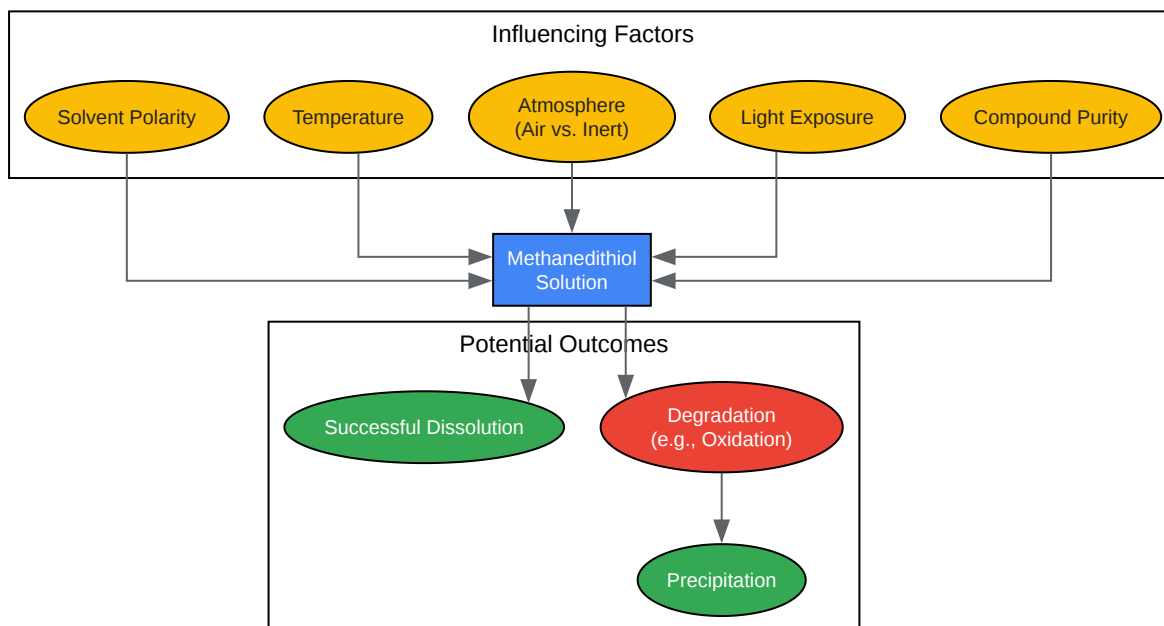 Influencing Factors
Solvent Polarity
Temperature
Atmosphere
(Air vs. Inert)
Light Exposure
Compound Purity
Methanedithiol
Solution
Potential Outcomes
Successful Dissolution
Degradation
(e.g., Oxidation)
Precipitation